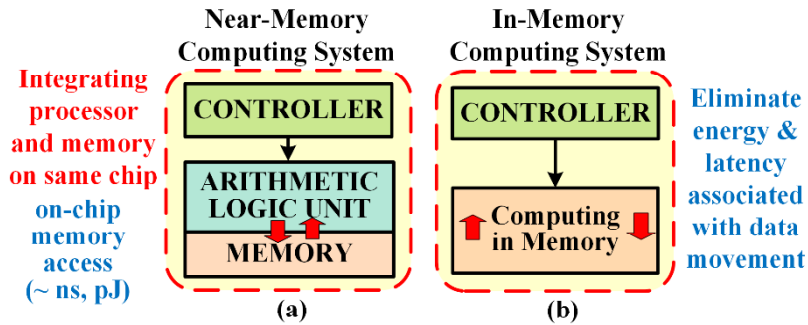 Near-Memory
Computing System
In-Memory
Computing System
Integrating
processor
and memory
on same chip
on-chip
memory
access
(~ ns, pJ)
CONTROLLER
ARITHMETIC
LOGIC UNIT
MEMORY
(a)
CONTROLLER
Computing
in Memory
(b)
Eliminate
energy &
latency
associated
with data
movement